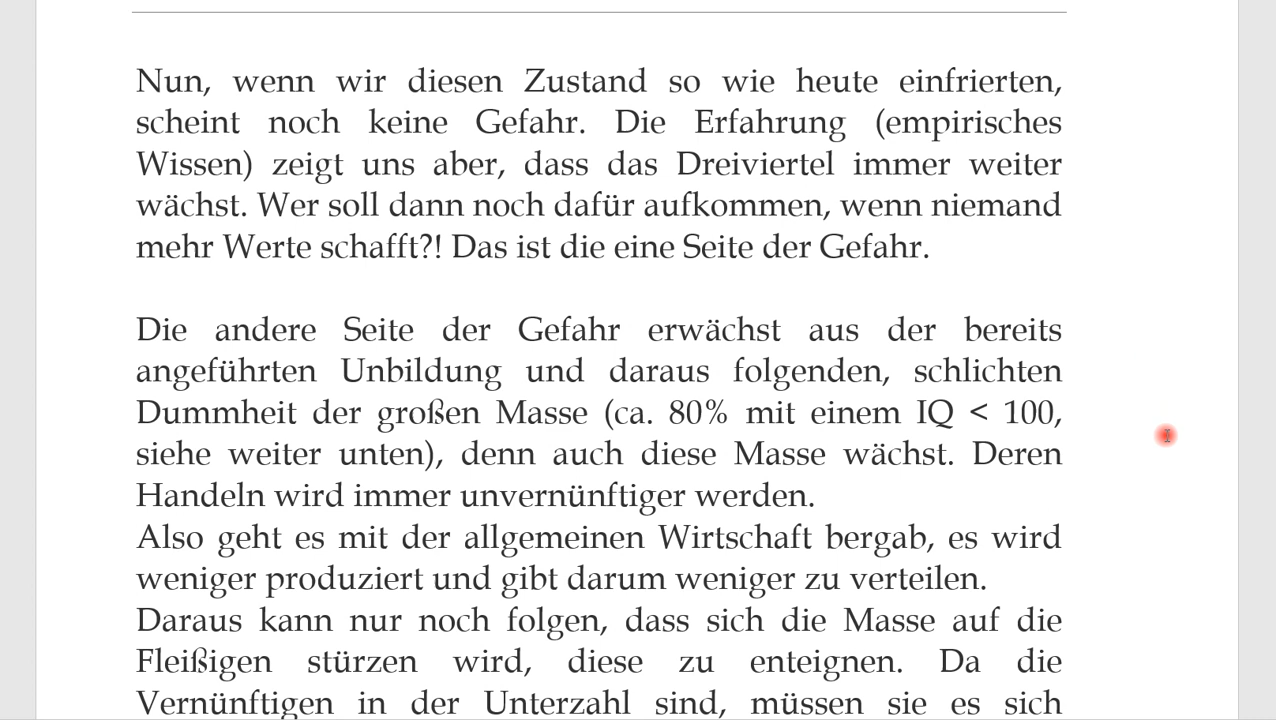 Nun, wenn wir diesen Zustand so wie heute einfrierten,
scheint noch keine Gefahr. Die Erfahrung (empirisches
Wissen) zeigt uns aber, dass das Dreiviertel immer weiter
wächst. Wer soll dann noch dafür aufkommen, wenn niemand
mehr Werte schafft?! Das ist die eine Seite der Gefahr.
Die andere Seite der Gefahr erwächst aus der bereits
angeführten Unbildung und daraus folgenden, schlichten
Dummheit der großen Masse (ca. 80% mit einem IQ < 100,
siehe weiter unten), denn auch diese Masse wächst. Deren
Handeln wird immer unvernünftiger werden.
Also geht es mit der allgemeinen Wirtschaft bergab, es wird
weniger produziert und gibt darum weniger zu verteilen.
Daraus kann nur noch folgen, dass sich die Masse auf die
Fleißigen stürzen wird, diese zu enteignen. Da die
Vernünftigen in der Unterzahl sind, müssen sie es sich